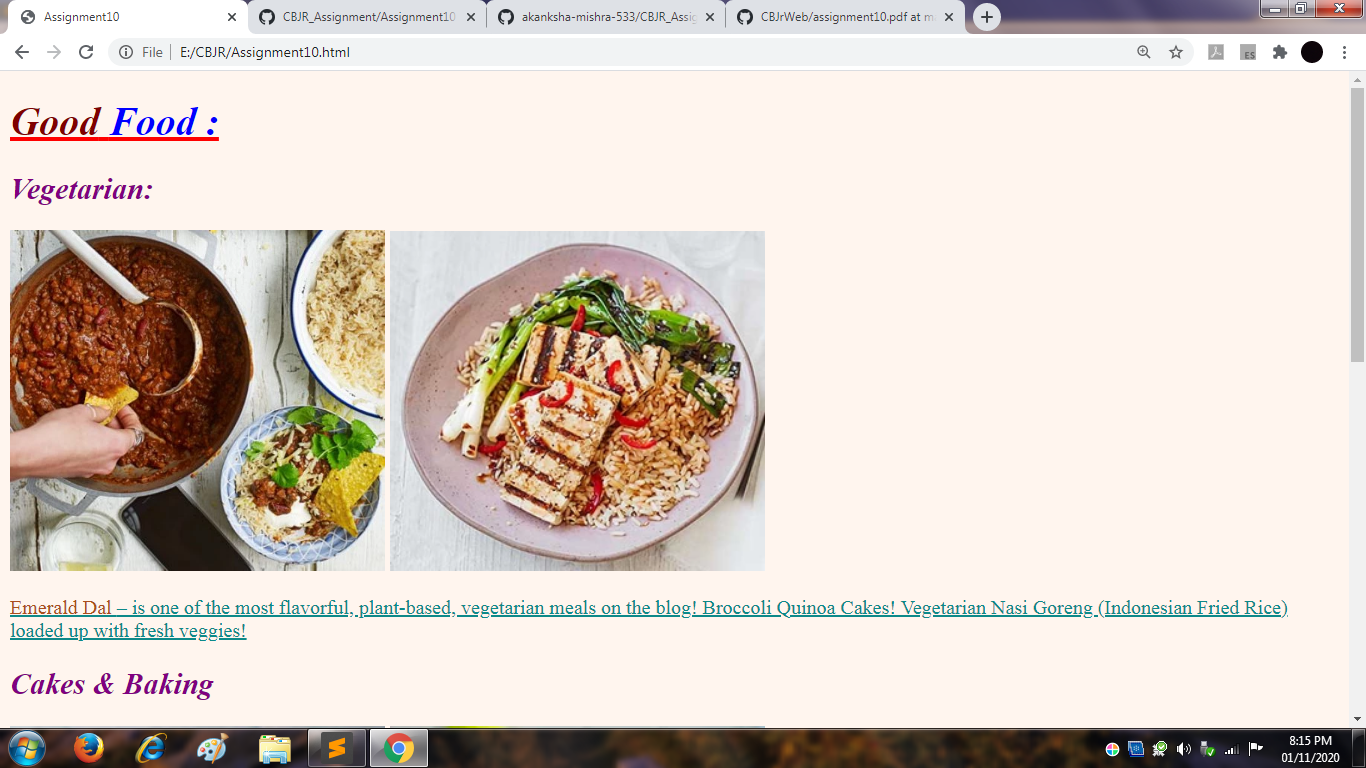 Assignment10
CBJR_Assignment/Assignment10
akanksha-mishra-533/CBJR_Assig
CBJrWeb/assignment10.pdf at m
File
E:/CBJR/Assignment10.html
ES
Good Food :
Vegetarian:
Emerald Dal – is one of the most flavorful, plant-based, vegetarian meals on the blog! Broccoli Quinoa Cakes! Vegetarian Nasi Goreng (Indonesian Fried Rice)
loaded up with fresh veggies!
Cakes & Baking
8:15 PM
01/11/2020